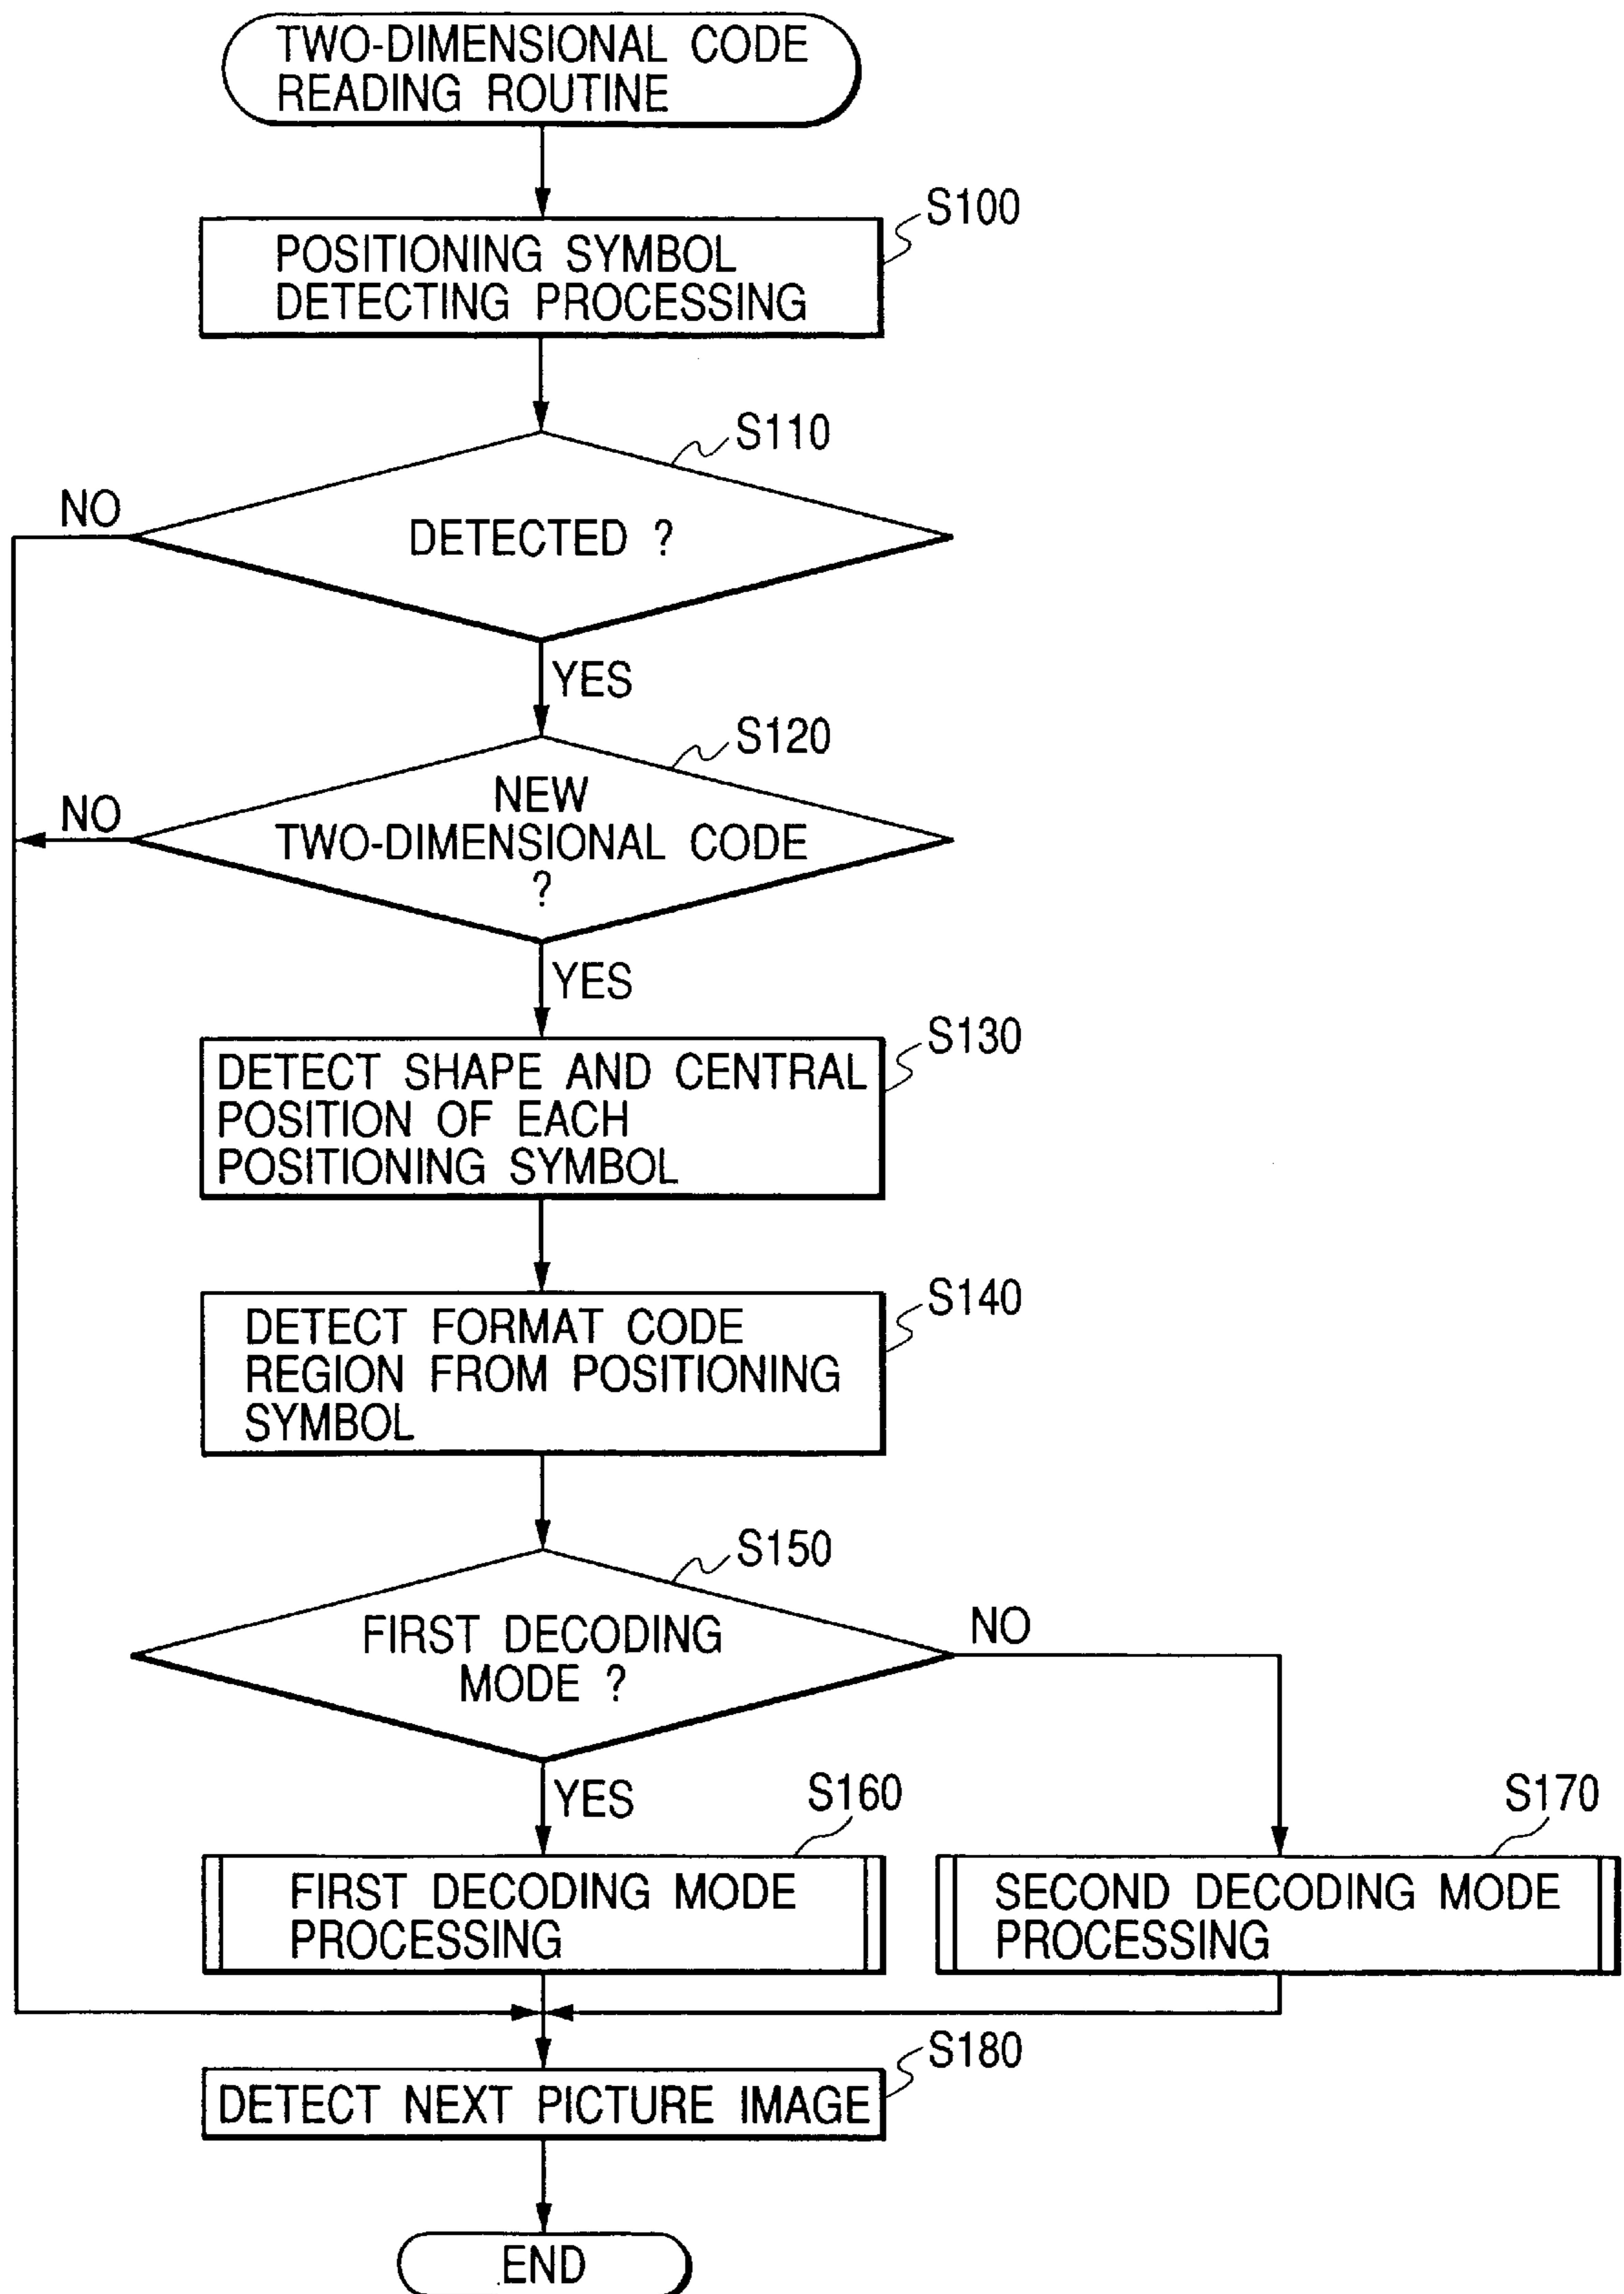 TWO-DIMENSIONAL CODE
READING ROUTINE
S100
POSITIONING SYMBOL
DETECTING PROCESSING
S110
NO
DETECTED ?
YES
S120
NO
NEW
TWO-DIMENSIONAL CODE
?
YES
S130
DETECT SHAPE AND CENTRAL
POSITION OF EACH
POSITIONING SYMBOL
S140
DETECT FORMAT CODE
REGION FROM POSITIONING
SYMBOL
S150
NO
FIRST DECODING
MODE ?
YES
S160
S170
FIRST DECODING MODE
PROCESSING
SECOND DECODING MODE
PROCESSING
S180
DETECT NEXT PICTURE IMAGE
END